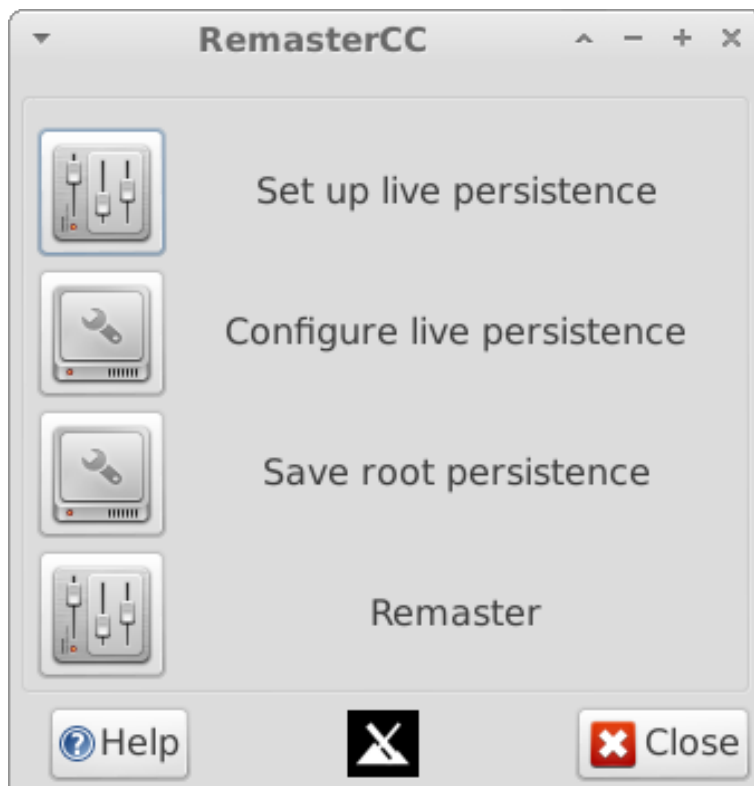 RemasterCC
Set up live persistence
Configure live persistence
Save root persistence
Remaster
Help
Close